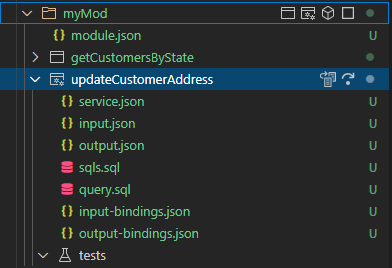 myMod
{} module.json U
getCustomersByState
updateCustomerAddress
{} service.json U
{} input.json U
{} output.json U
sqls.sql U
query.sql U
{} input-bindings.json U
{} output-bindings.json U
tests